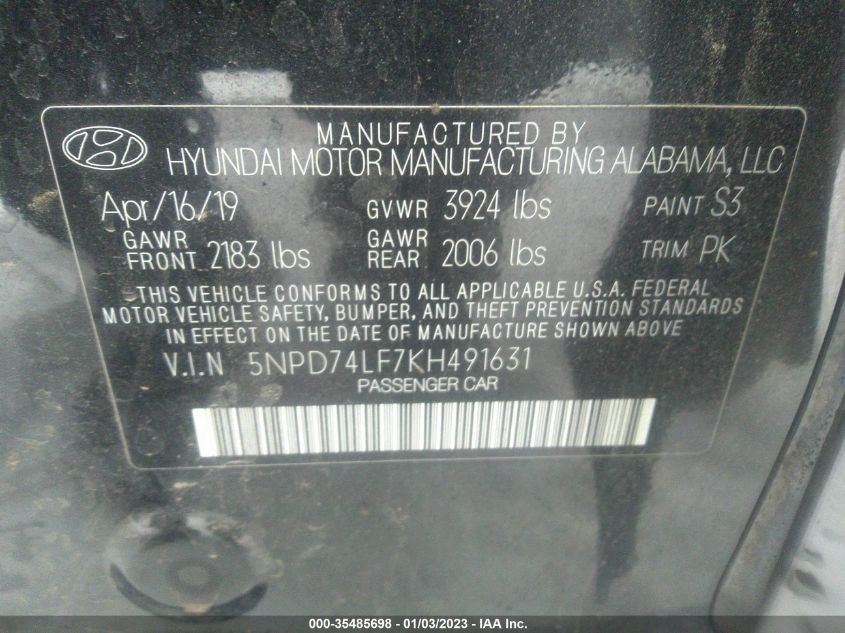 MANUFACTURED BY
HYUNDAI MOTOR MANUFACTURING ALABAMA, LLC
Apr/16/19 GVWR 3924 lbs PAINT S3
GAWR FRONT 2183 lbs GAWR REAR 2006 lbs TRIM PK
THIS VEHICLE CONFORMS TO ALL APPLICABLE U.S.A. FEDERAL
MOTOR VEHICLE SAFETY, BUMPER, AND THEFT PREVENTION STANDARDS
IN EFFECT ON THE DATE OF MANUFACTURE SHOWN ABOVE
V.I.N 5NPD74LF7KH491631
PASSENGER CAR
000-35485698 - 01/03/2023 - IAA Inc.